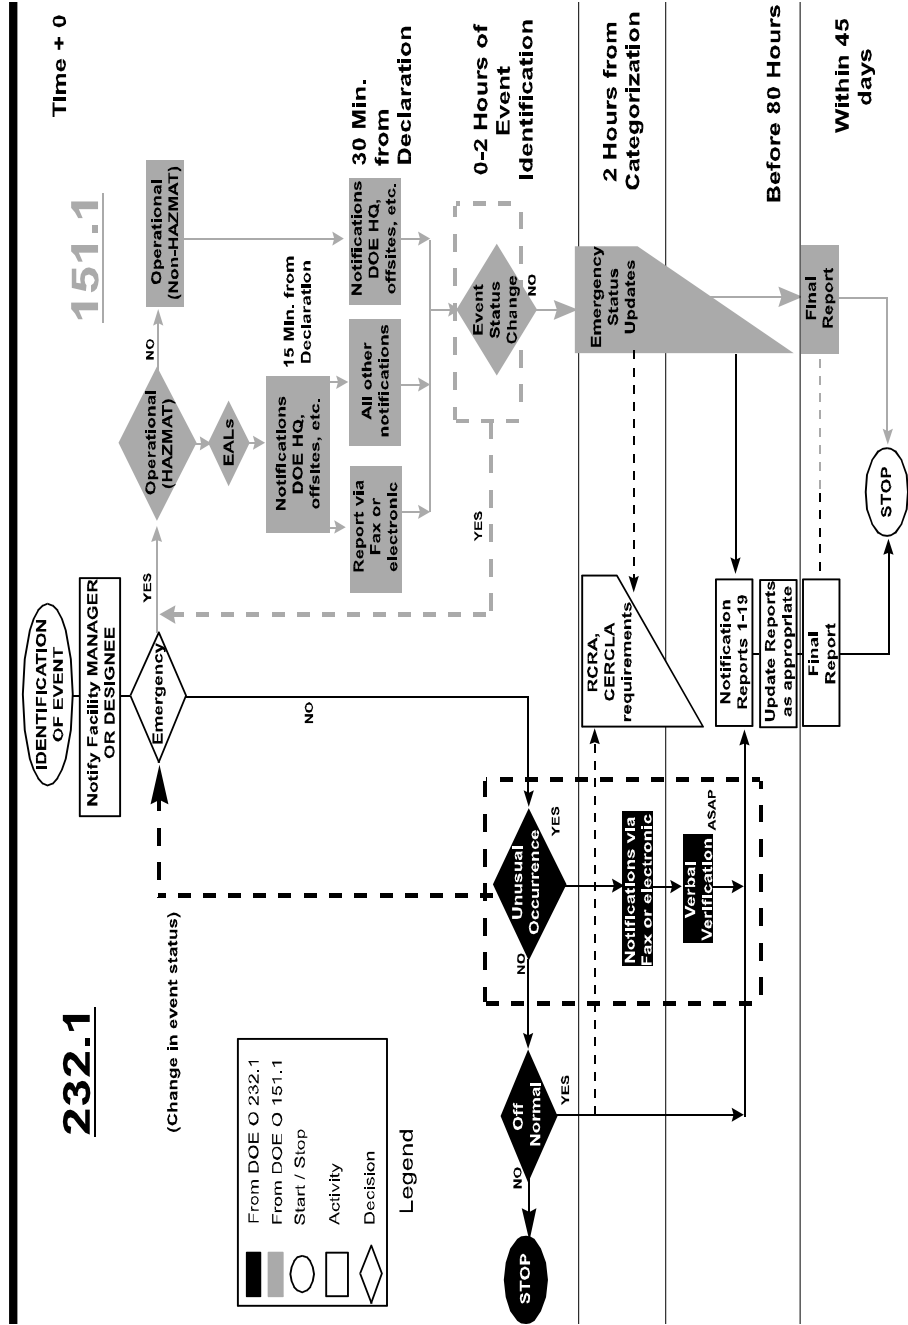 232.1
151.1
Time + 0
IDENTIFICATION
OF EVENT
Notify Facility MANAGER
OR DESIGNEE
Emergency
YES
NO
(Change in event status)
Operational
(HAZMAT)
NO
Operational
(Non-HAZMAT)
EALs
15 Min. from
Declaration
Notifications
DOE HQ,
offsites, etc.
30 Min.
from
Declaration
Report via
Fax or
electronic
All other
notifications
Notifications
DOE HQ,
offsites, etc.
0-2 Hours of
Event
Identification
Event
Status
Change
YES
NO
Unusual
Occurrence
YES
NO
Off
Normal
YES
NO
STOP
2 Hours from
Categorization
Emergency
Status
Updates
RCRA,
CERCLA
requirements
Notifications via
Fax or electronic
Verbal
Verification
ASAP
Before 80 Hours
Notification
Reports 1-19
Update Reports
as appropriate
Within 45
days
Final
Report
Final
Report
STOP
From DOE O 232.1
From DOE O 151.1
Start / Stop
Activity
Decision
Legend